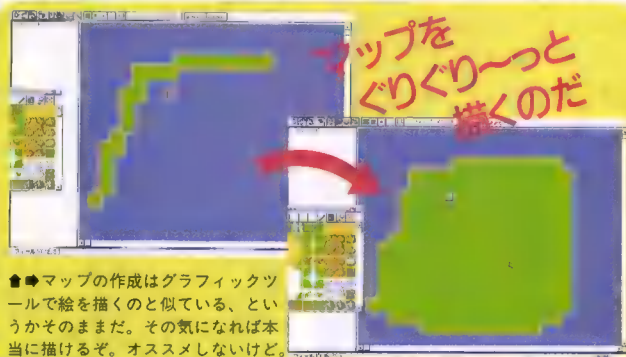 マップを
ぐりぐり〜っと
描くのだ
⬆➡マップの作成はグラフィックツ
ールで絵を描くのと似ている、とい
うかそのままだ。その気になれば本
当に描けるぞ。オススメしないけど。